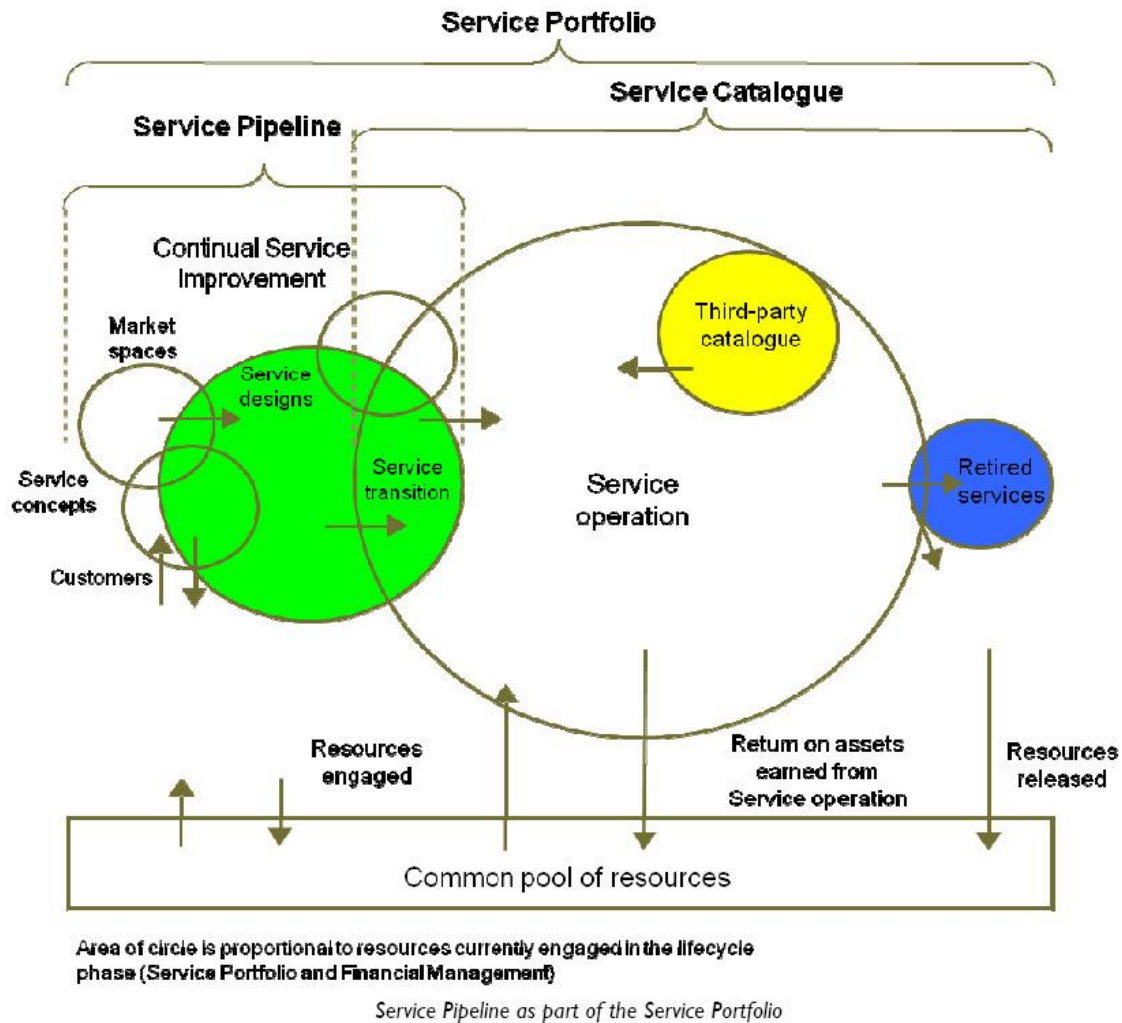 Service Portfolio
Service Catalogue
Service Pipeline
Continual Service
Improvement
Market
spaces
Service
designs
Third-party
catalogue
Service
concepts
Service
transition
Service
operation
Retired
services
Customers
Resources
engaged
Return on assets
earned from
Service operation
Resources
released
Common pool of resources
Area of circle is proportional to resources currently engaged in the lifecycle
phase (Service Portfolio and Financial Management)
Service Pipeline as part of the Service Portfolio